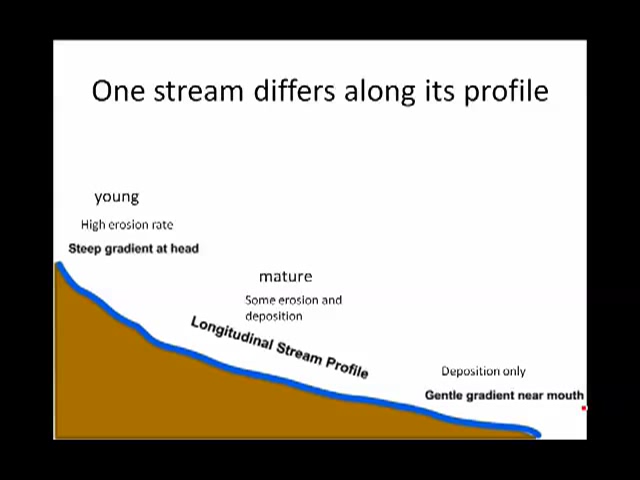 One stream differs along its profile
young
High erosion rate
Steep gradient at head
mature
Some erosion and
deposition
Longitudinal Stream Profile
Deposition only
Gentle gradient near mouth